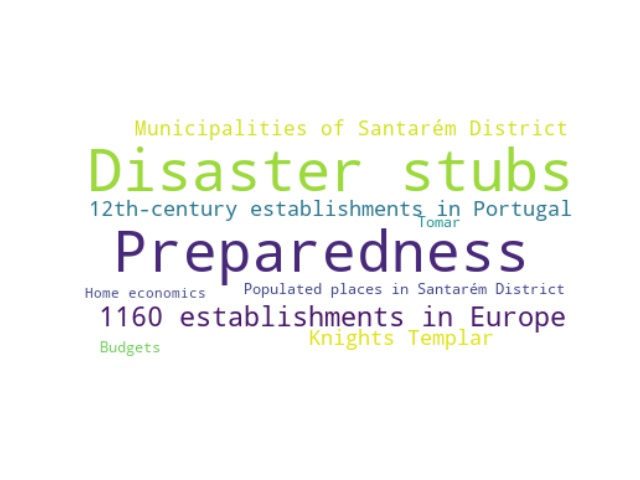 Municipalities of Santarém District
Disaster stubs
12th-century establishments in Portugal
Tomar
Preparedness
Home economics
Populated places in Santarém District
1160 establishments in Europe
Knights Templar
Budgets